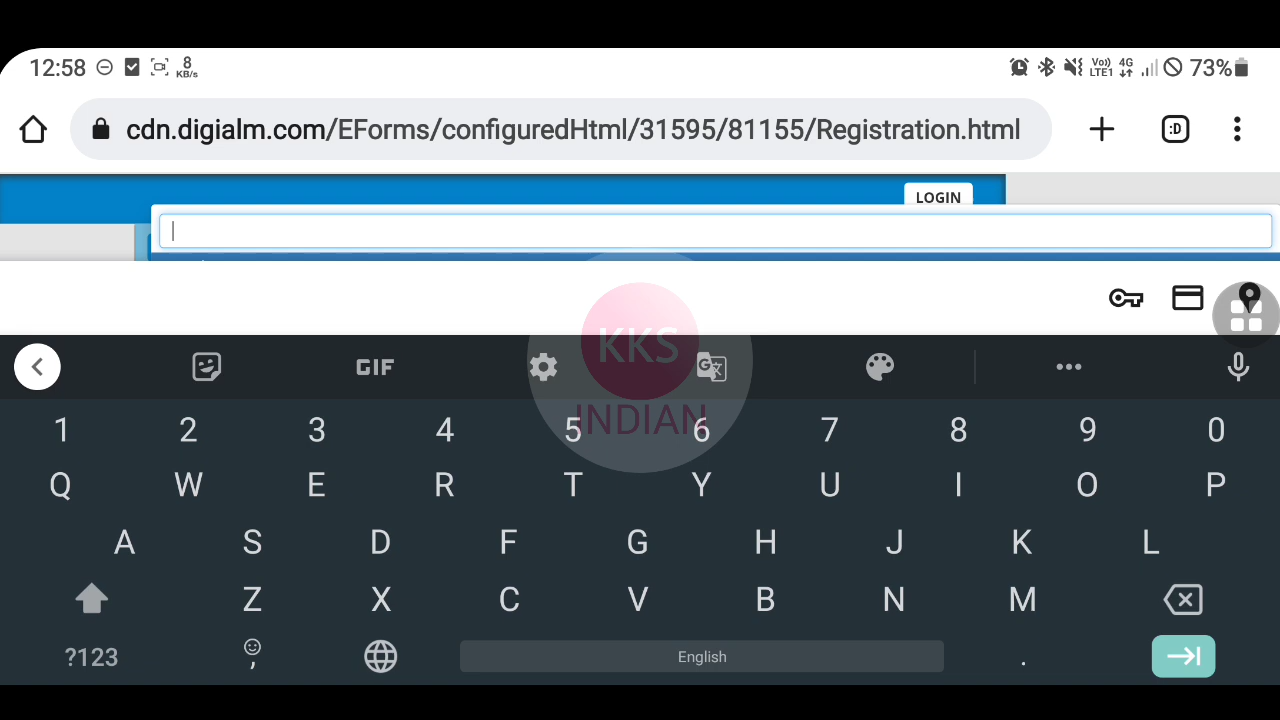 12:58 8 KB/s Vo)) LTE1 4G 73%
cdn.digialm.com/EForms/configuredHtml/31595/81155/Registration.html :D
LOGIN
KKS
INDIAN
GIF G
1 2 3 4 5 6 7 8 9 0
Q W E R T Y U I O P
A S D F G H J K L
Z X C V B N M
?123 , English .